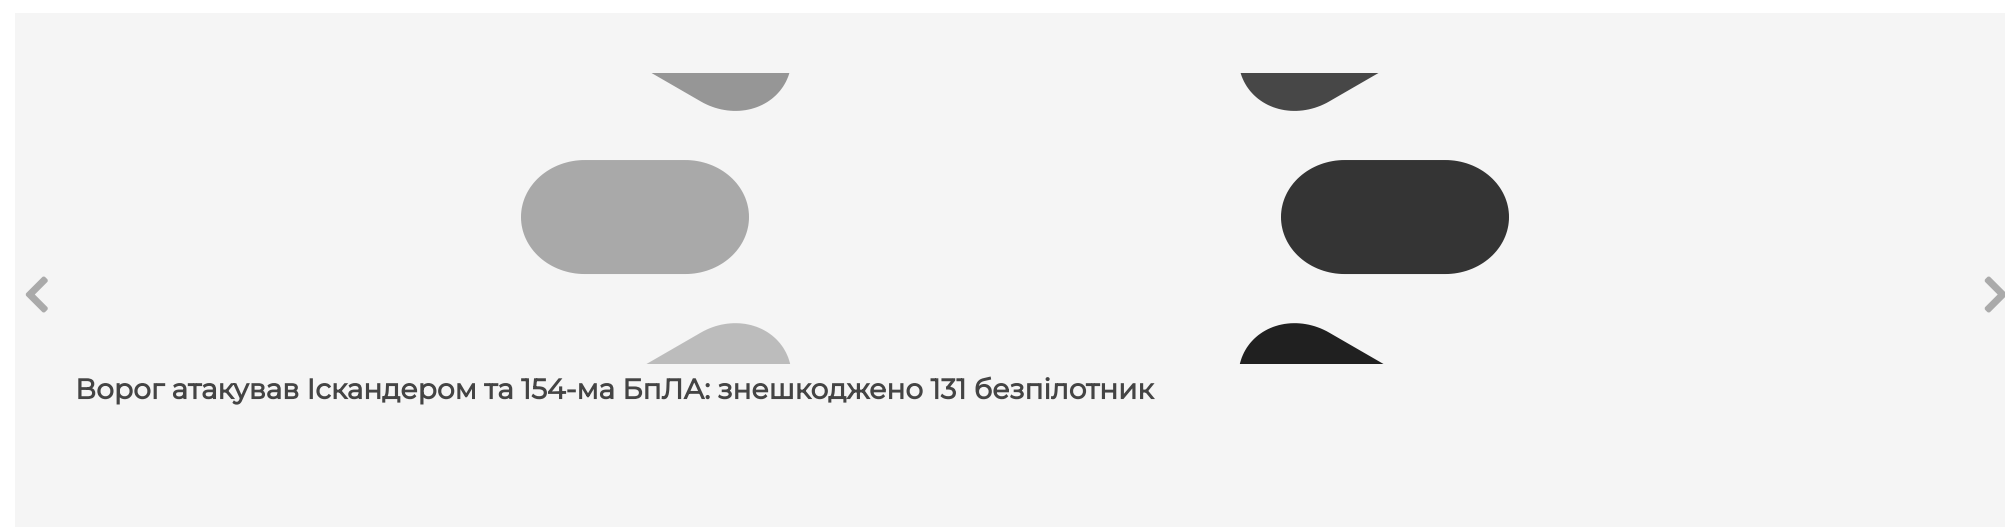 Ворог атакував Іскандером та 154-ма БпЛА: знешкоджено 131 безпілотник